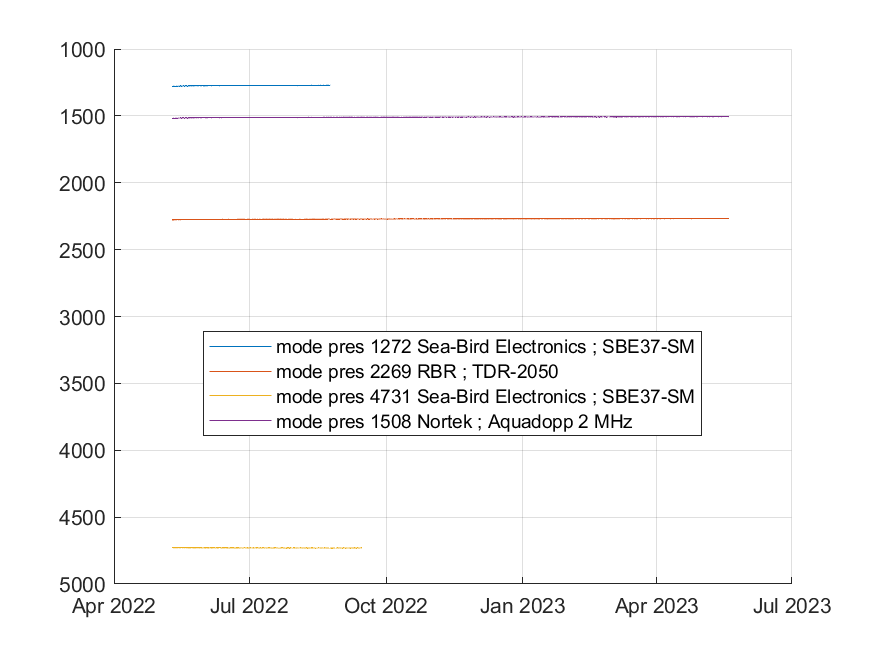 1000
1500
2000
2500
3000
mode pres 1272 Sea-Bird Electronics ; SBE37-SM
mode pres 2269 RBR ; TDR-2050
3500
mode pres 4731 Sea-Bird Electronics ; SBE37-SM
mode pres 1508 Nortek ; Aquadopp 2 MHz
4000
4500
5000
Apr 2022 Jul 2022 Oct 2022 Jan 2023 Apr 2023 Jul 2023